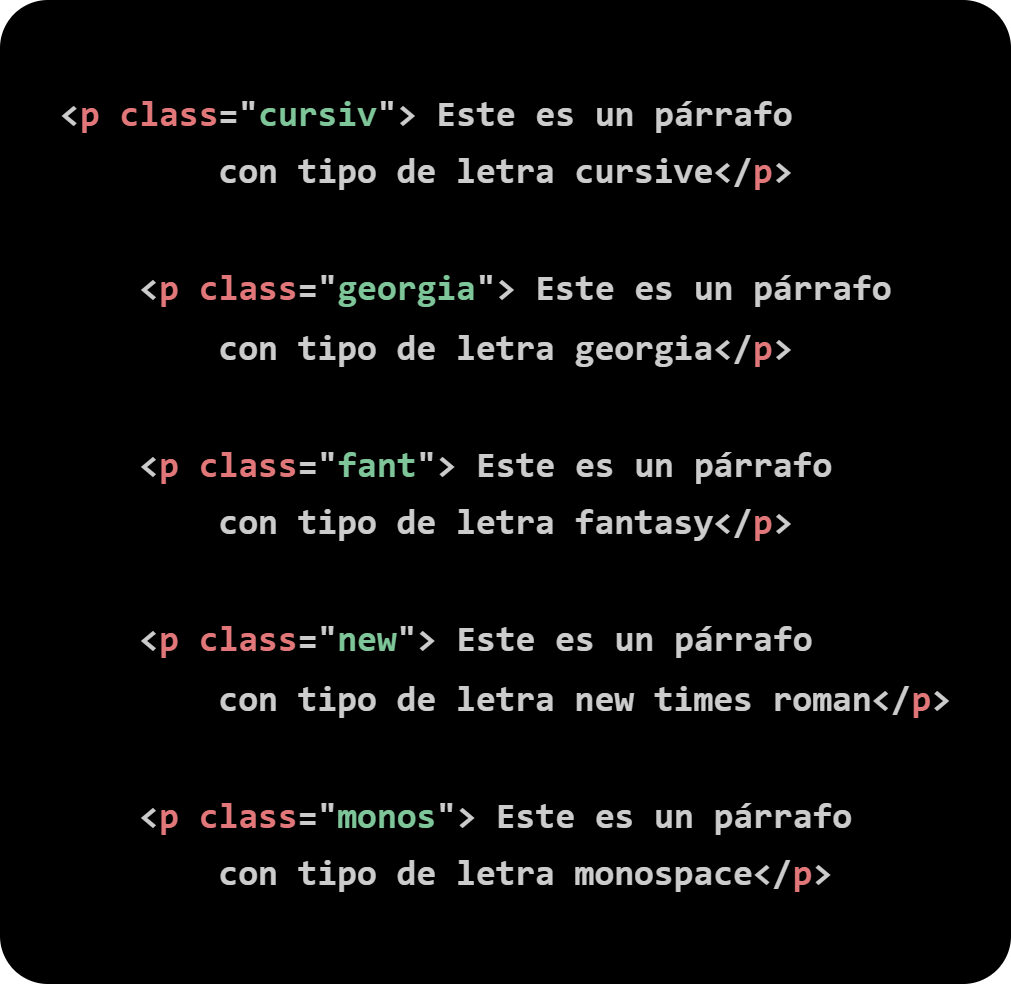 <p class="cursiv"> Este es un párrafo
con tipo de letra cursive</p>
<p class="georgia"> Este es un párrafo
con tipo de letra georgia</p>
<p class="fant"> Este es un párrafo
con tipo de letra fantasy</p>
<p class="new"> Este es un párrafo
con tipo de letra new times roman</p>
<p class="monos"> Este es un párrafo
con tipo de letra monospace</p>